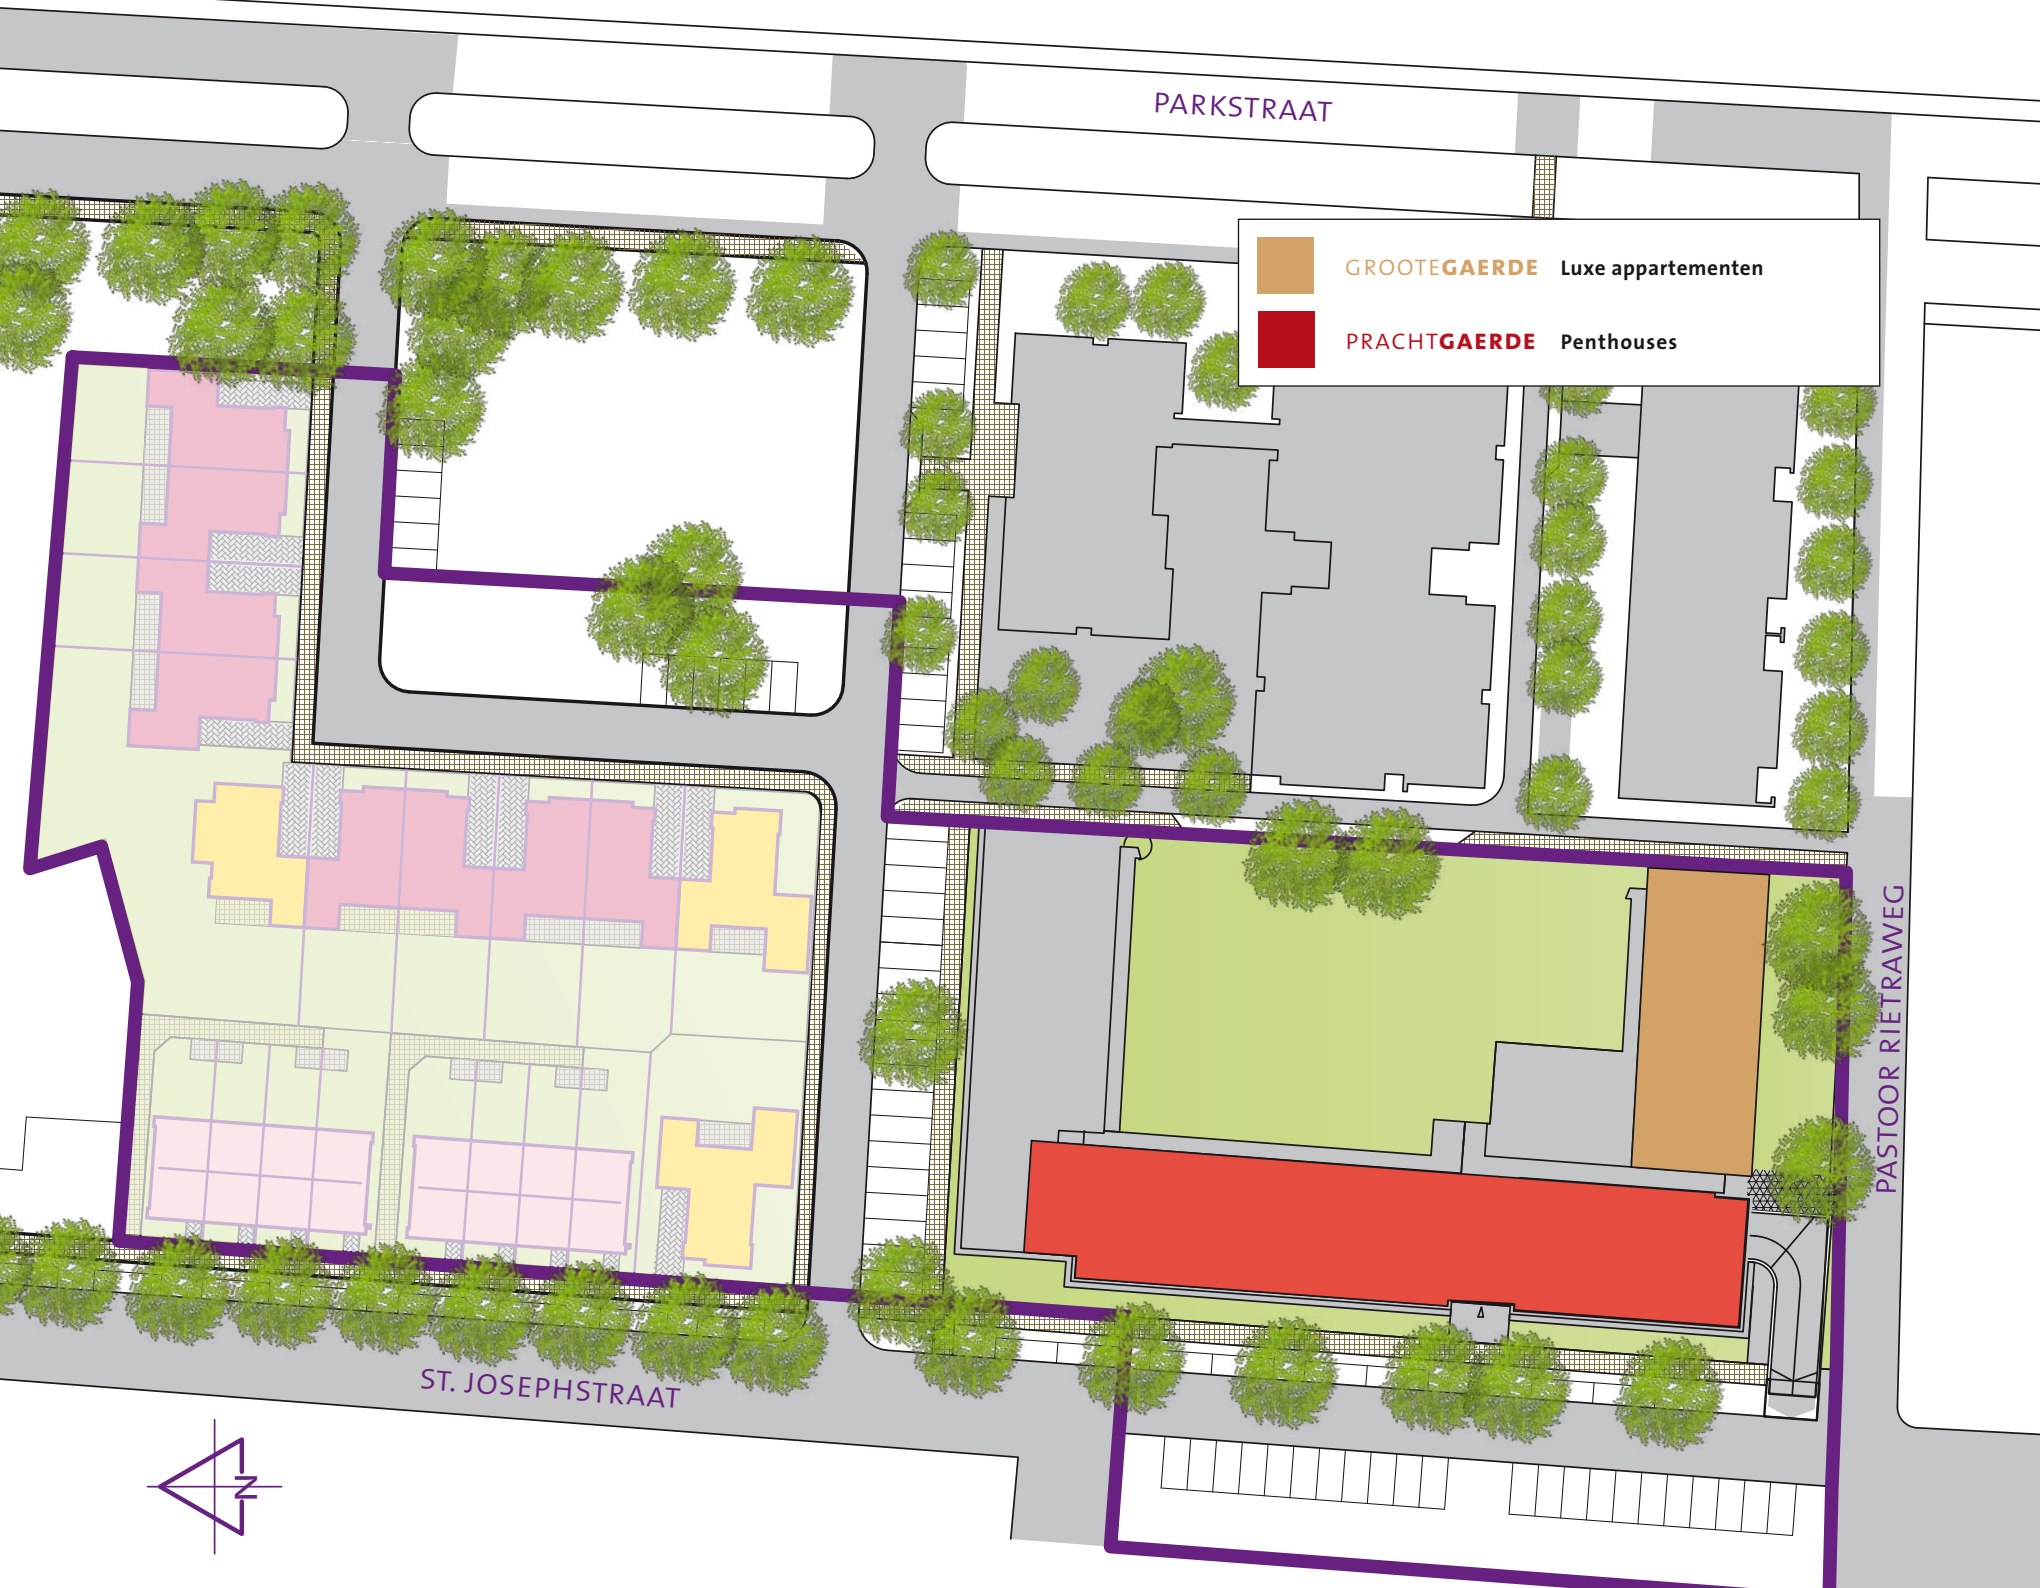 PARKSTRAAT
GROOTEGAERDE Luxe appartementen
PRACHTGAERDE Penthouses
PASTOOR RIETRAWEG
ST. JOSEPHSTRAAT
N